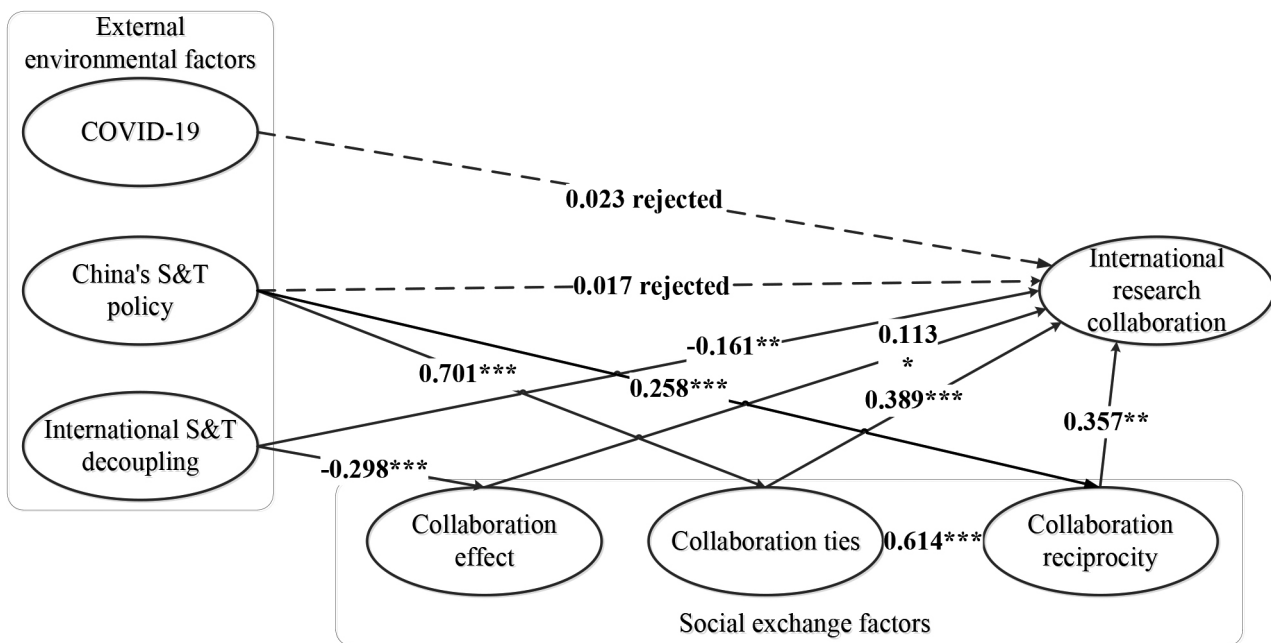 External
environmental factors
COVID-19
0.023 rejected
China's S&T
policy
0.017 rejected
International
research
collaboration
-0.161**
0.113
*
0.701***
0.258***
0.389***
0.357**
International S&T
decoupling
-0.298***
Collaboration
effect
Collaboration ties
0.614***
Collaboration
reciprocity
Social exchange factors